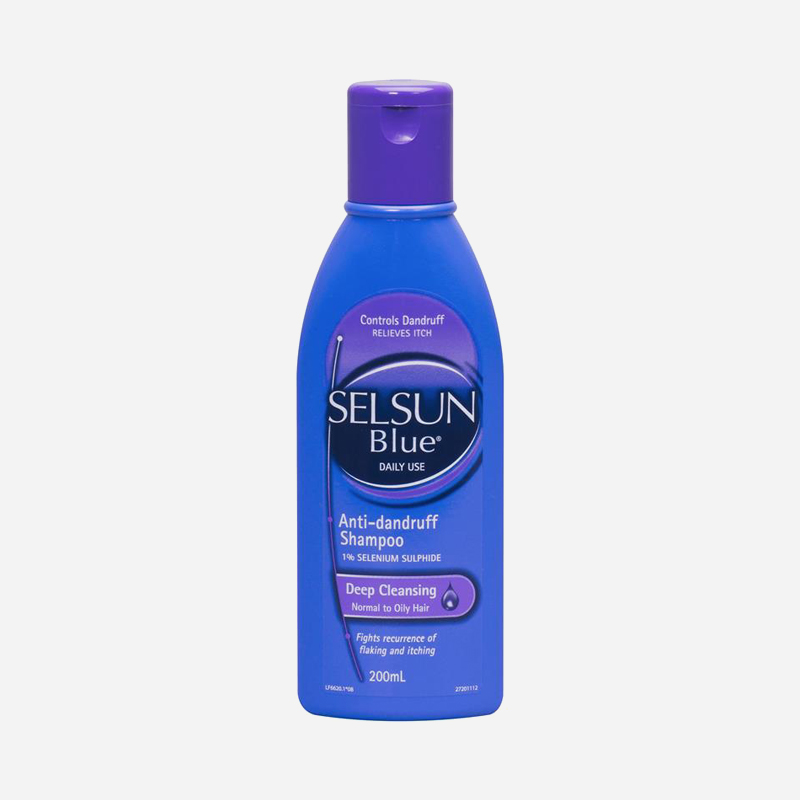 Controls Dandruff
RELIEVES ITCH
SELSUN
Blue®
DAILY USE
Anti-dandruff
Shampoo
1% SELENIUM SULPHIDE
Deep Cleansing
Normal to Oily Hair
Fights recurrence of
flaking and itching
200mL
27201112